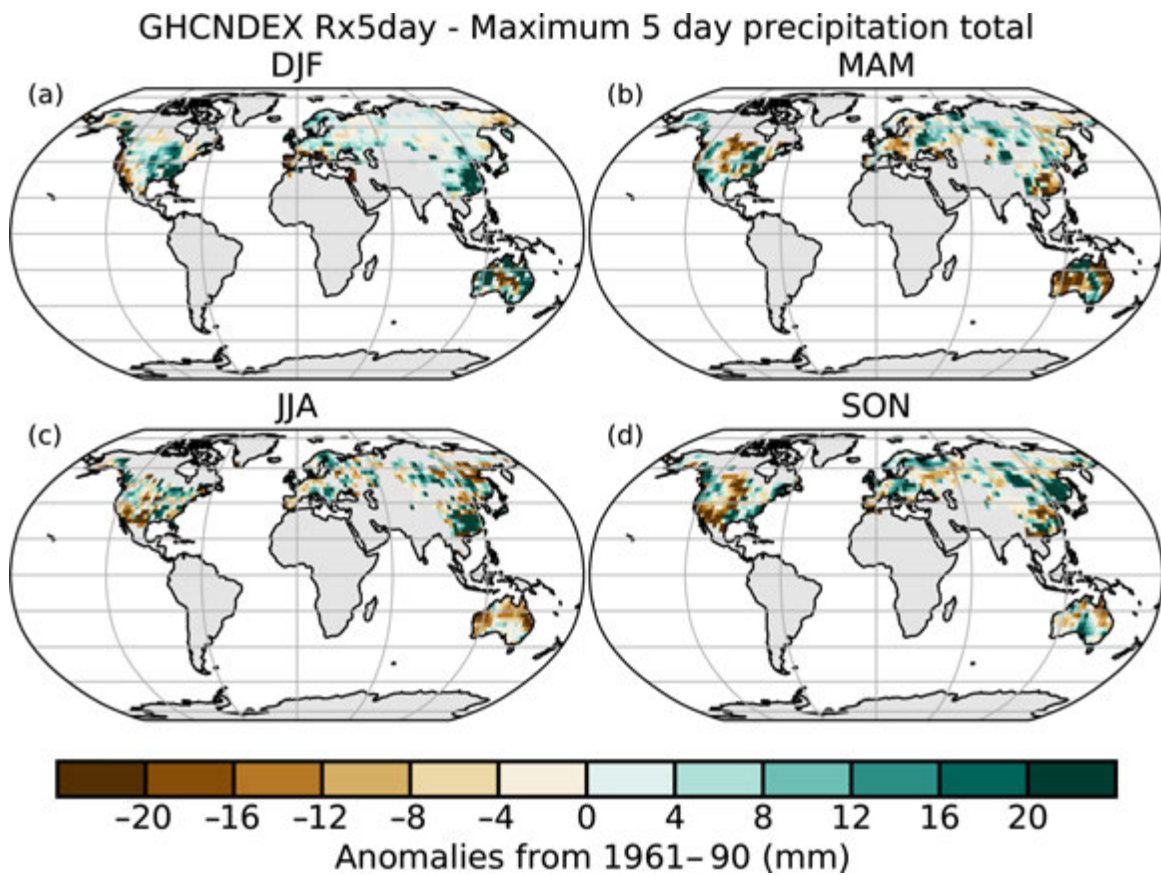 GHCNDEX Rx5day - Maximum 5 day precipitation total
DJF MAM
(a) (b)
JJA SON
(c) (d)
–20 –16 –12 –8 –4 0 4 8 12 16 20
Anomalies from 1961–90 (mm)